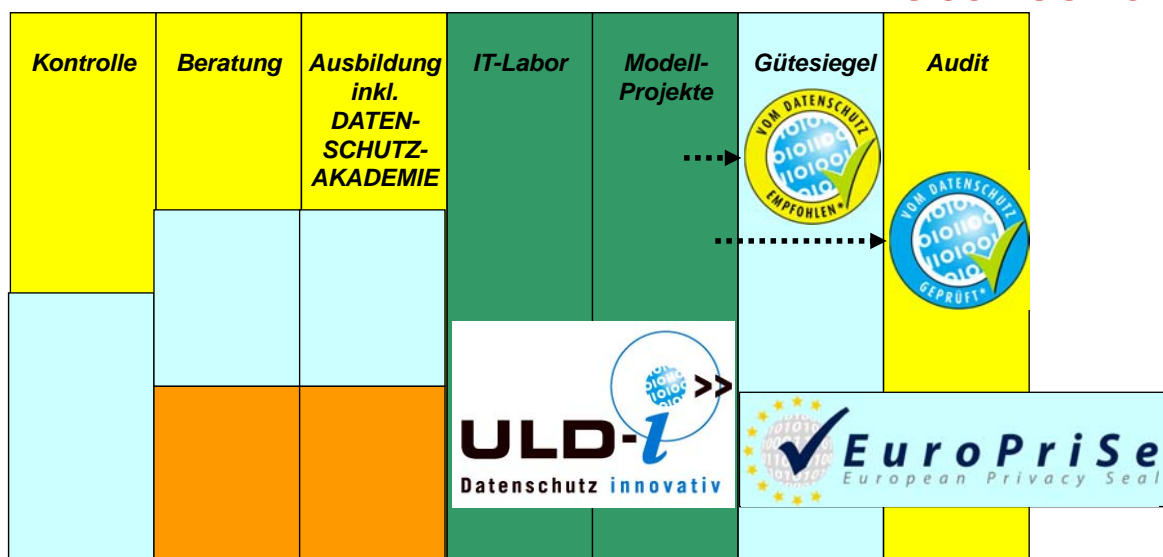 Kontrolle
Beratung
Ausbildung
inkl.
DATEN-
SCHUTZ-
AKADEMIE
IT-Labor
Modell-
Projekte
Gütesiegel
Audit
VOM DATENSCHUTZ
EMPFOHLEN*
VOM DATENSCHUTZ
GEPRÜFT*
>>
ULD-i
Datenschutz innovativ
EuroPriSe
European Privacy Seal